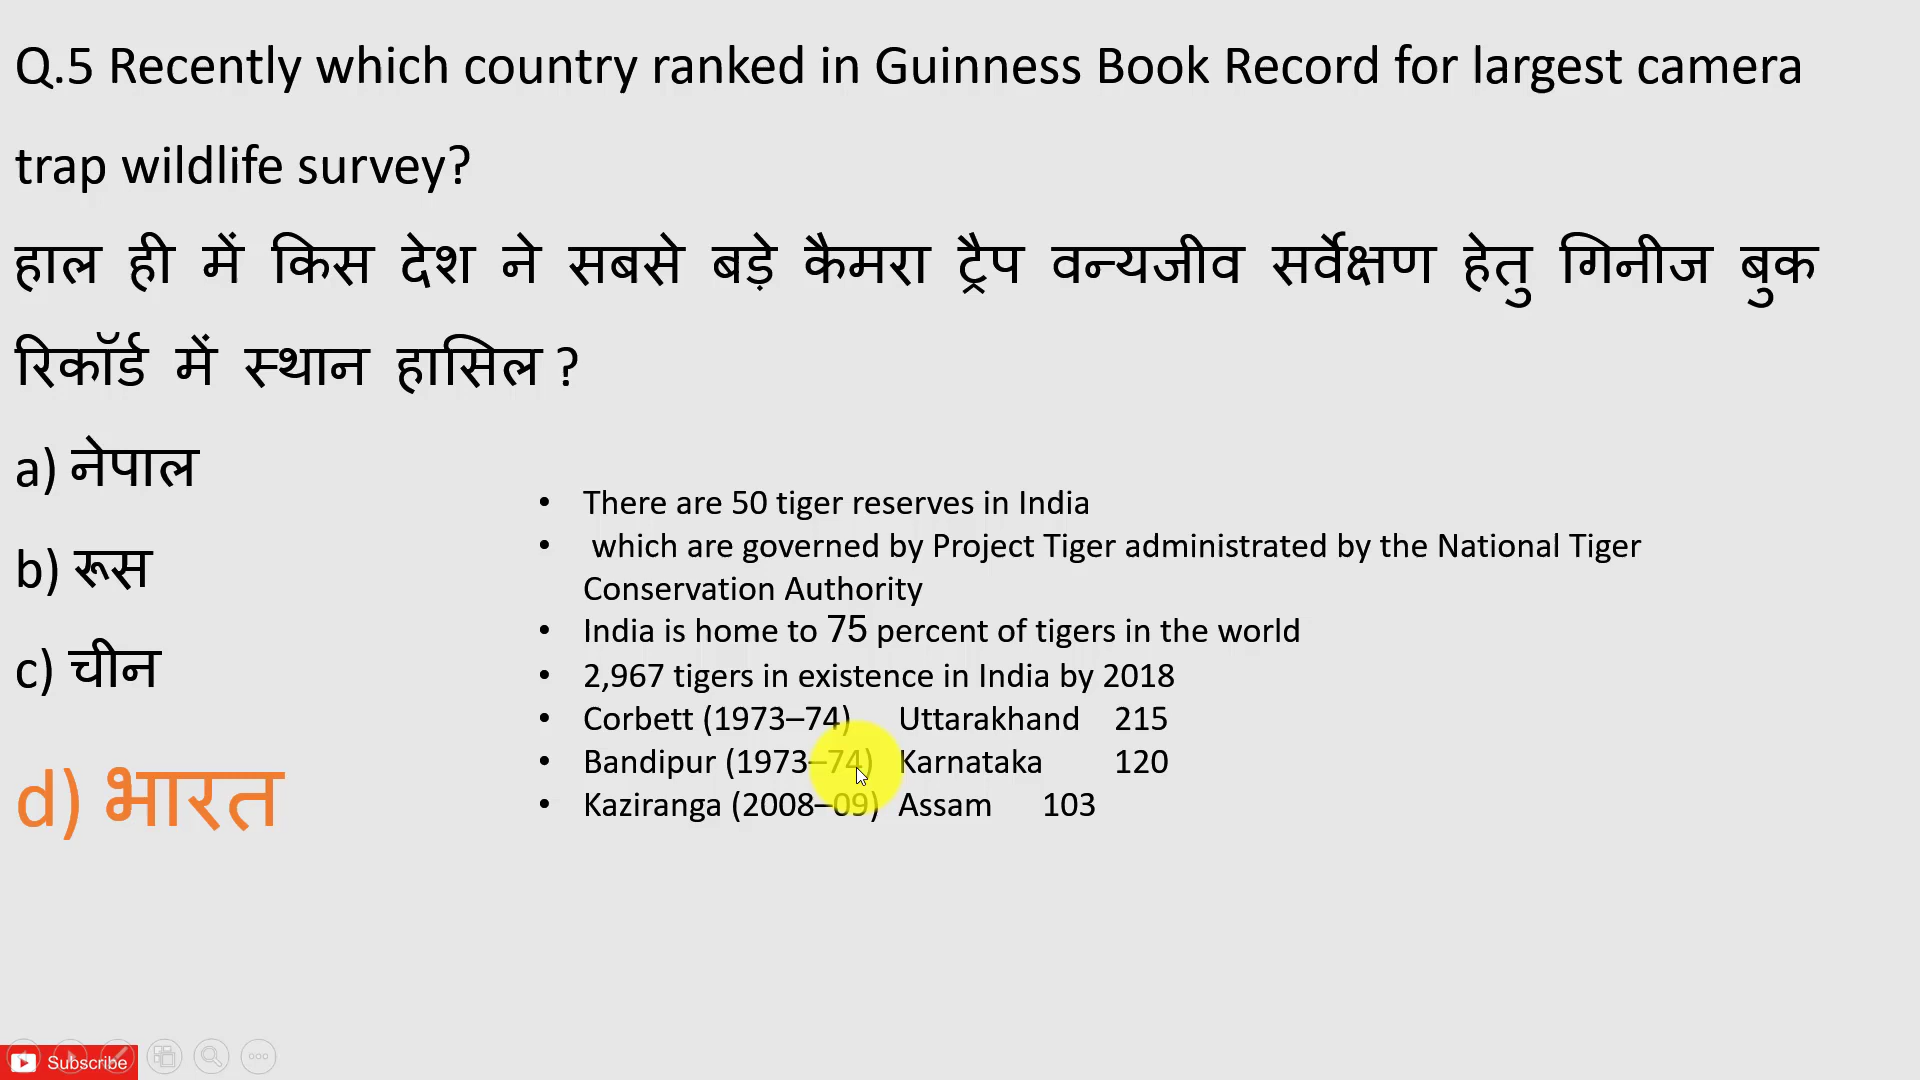 Q.5 Recently which country ranked in Guinness Book Record for largest camera
trap wildlife survey?
हाल ही में किस देश ने सबसे बड़े कैमरा ट्रैप वन्यजीव सर्वेक्षण हेतु गिनीज बुक
रिकॉर्ड में स्थान हासिल ?
a) नेपाल
b) रूस
c) चीन
d) भारत
• There are 50 tiger reserves in India
• which are governed by Project Tiger administrated by the National Tiger
Conservation Authority
• India is home to 75 percent of tigers in the world
• 2,967 tigers in existence in India by 2018
• Corbett (1973–74) Uttarakhand 215
• Bandipur (1973–74) Karnataka 120
• Kaziranga (2008–09) Assam 103
Subscribe